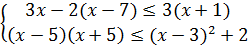 3x − 2(x − 7) ≤ 3(x + 1)
(x − 5)(x + 5) ≤ (x − 3)² + 2